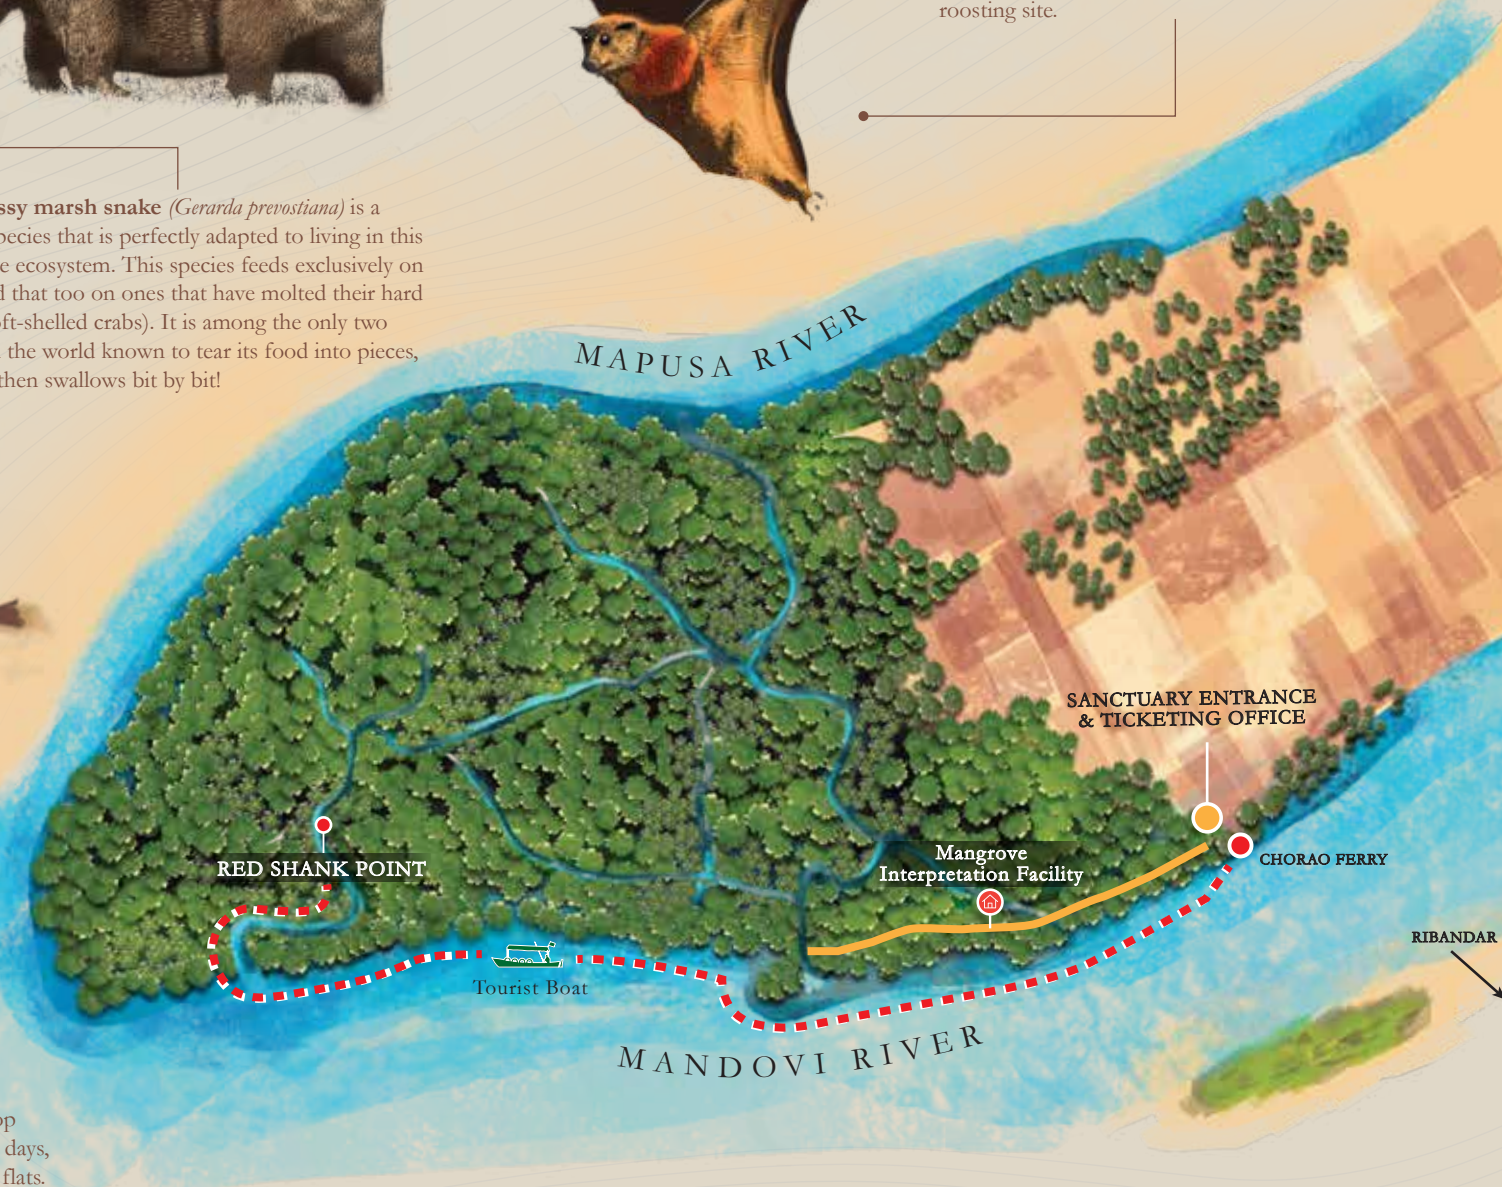 roosting site.
ssy marsh snake (Gerarda prevostiana) is a
pecies that is perfectly adapted to living in this
e ecosystem. This species feeds exclusively on
d that too on ones that have molted their hard
oft-shelled crabs). It is among the only two
the world known to tear its food into pieces,
then swallows bit by bit!
MAPUSA RIVER
SANCTUARY ENTRANCE
& TICKETING OFFICE
Mangrove
Interpretation Facility
CHORAO FERRY
RED SHANK POINT
RIBANDAR
Tourist Boat
MANDOVI RIVER
op
days,
flats.